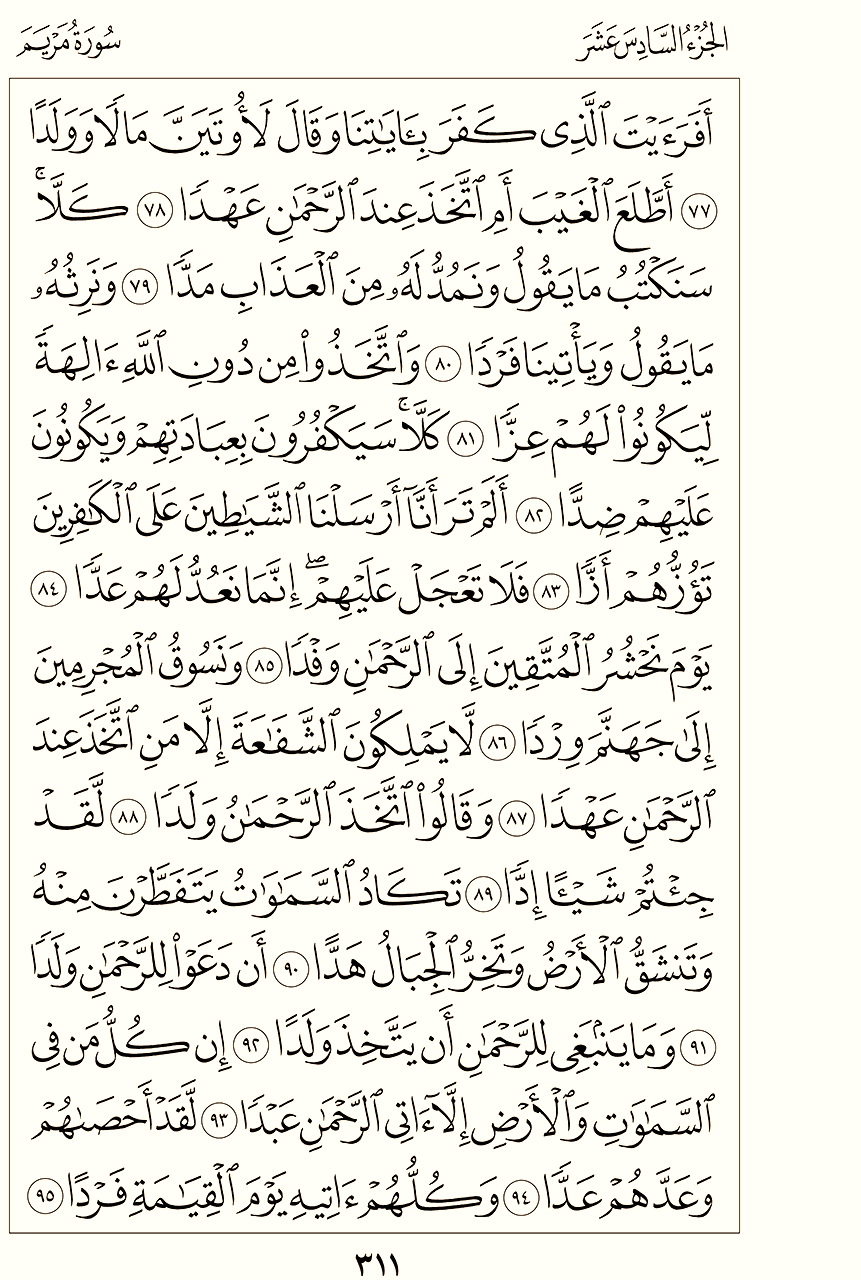 الجُزْءُ السَّادِسَ عَشَرَ
سُورَةُ مَرْيَمَ
أَفَرَءَيْتَ ٱلَّذِى كَفَرَ بِـَٔايَـٰتِنَا وَقَالَ لَأُوتَيَنَّ مَالًا وَوَلَدًا
٧٧ أَطَّلَعَ ٱلْغَيْبَ أَمِ ٱتَّخَذَ عِندَ ٱلرَّحْمَـٰنِ عَهْدًا ٧٨ كَلَّا ۚ
سَنَكْتُبُ مَا يَقُولُ وَنَمُدُّ لَهُۥ مِنَ ٱلْعَذَابِ مَدًّا ٧٩ وَنَرِثُهُۥ
مَا يَقُولُ وَيَأْتِينَا فَرْدًا ٨٠ وَٱتَّخَذُوا۟ مِن دُونِ ٱللَّهِ ءَالِهَةً
لِّيَكُونُوا۟ لَهُمْ عِزًّا ٨١ كَلَّا ۚ سَيَكْفُرُونَ بِعِبَادَتِهِمْ وَيَكُونُونَ
عَلَيْهِمْ ضِدًّا ٨٢ أَلَمْ تَرَ أَنَّآ أَرْسَلْنَا ٱلشَّيَـٰطِينَ عَلَى ٱلْكَـٰفِرِينَ
تَؤُزُّهُمْ أَزًّا ٨٣ فَلَا تَعْجَلْ عَلَيْهِمْ ۖ إِنَّمَا نَعُدُّ لَهُمْ عَدًّا ٨٤
يَوْمَ نَحْشُرُ ٱلْمُتَّقِينَ إِلَى ٱلرَّحْمَـٰنِ وَفْدًا ٨٥ وَنَسُوقُ ٱلْمُجْرِمِينَ
إِلَىٰ جَهَنَّمَ وِرْدًا ٨٦ لَّا يَمْلِكُونَ ٱلشَّفَـٰعَةَ إِلَّا مَنِ ٱتَّخَذَ عِندَ
ٱلرَّحْمَـٰنِ عَهْدًا ٨٧ وَقَالُوا۟ ٱتَّخَذَ ٱلرَّحْمَـٰنُ وَلَدًا ٨٨ لَّقَدْ
جِئْتُمْ شَيْـًٔا إِدًّا ٨٩ تَكَادُ ٱلسَّمَـٰوَٰتُ يَتَفَطَّرْنَ مِنْهُ
وَتَنشَقُّ ٱلْأَرْضُ وَتَخِرُّ ٱلْجِبَالُ هَدًّا ٩٠ أَن دَعَوْا۟ لِلرَّحْمَـٰنِ وَلَدًا
٩١ وَمَا يَنۢبَغِى لِلرَّحْمَـٰنِ أَن يَتَّخِذَ وَلَدًا ٩٢ إِن كُلُّ مَن فِى
ٱلسَّمَـٰوَٰتِ وَٱلْأَرْضِ إِلَّآ ءَاتِى ٱلرَّحْمَـٰنِ عَبْدًا ٩٣ لَّقَدْ أَحْصَىٰهُمْ
وَعَدَّهُمْ عَدًّا ٩٤ وَكُلُّهُمْ ءَاتِيهِ يَوْمَ ٱلْقِيَـٰمَةِ فَرْدًا ٩٥
٣١١